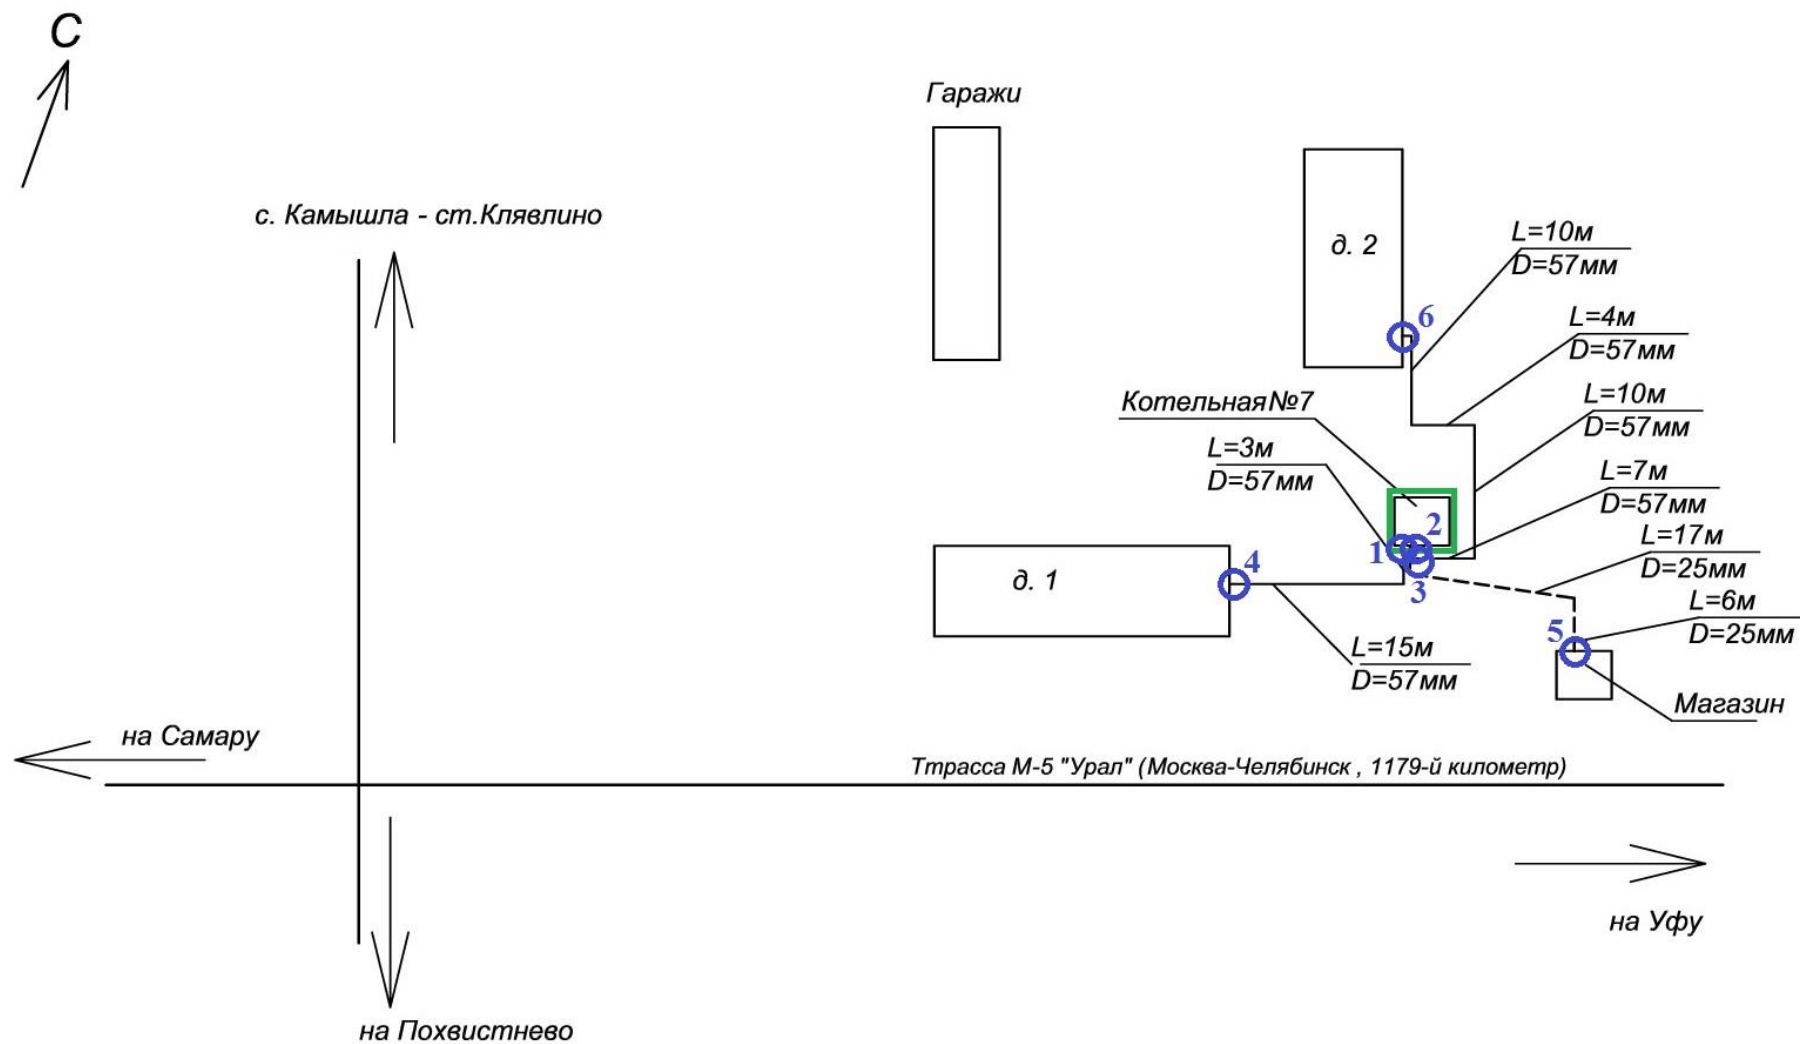 С
Гаражи
с. Камышла - ст.Клявлино
д. 2
L=10м
D=57мм
6
L=4м
D=57мм
Котельная№7
L=10м
D=57мм
L=3м
D=57мм
L=7м
D=57мм
2
1
L=17м
D=25мм
4
д. 1
3
L=6м
D=25мм
5
L=15м
D=57мм
Магазин
на Самару
Ттрасса М-5 "Урал" (Москва-Челябинск , 1179-й километр)
на Уфу
на Похвистнево